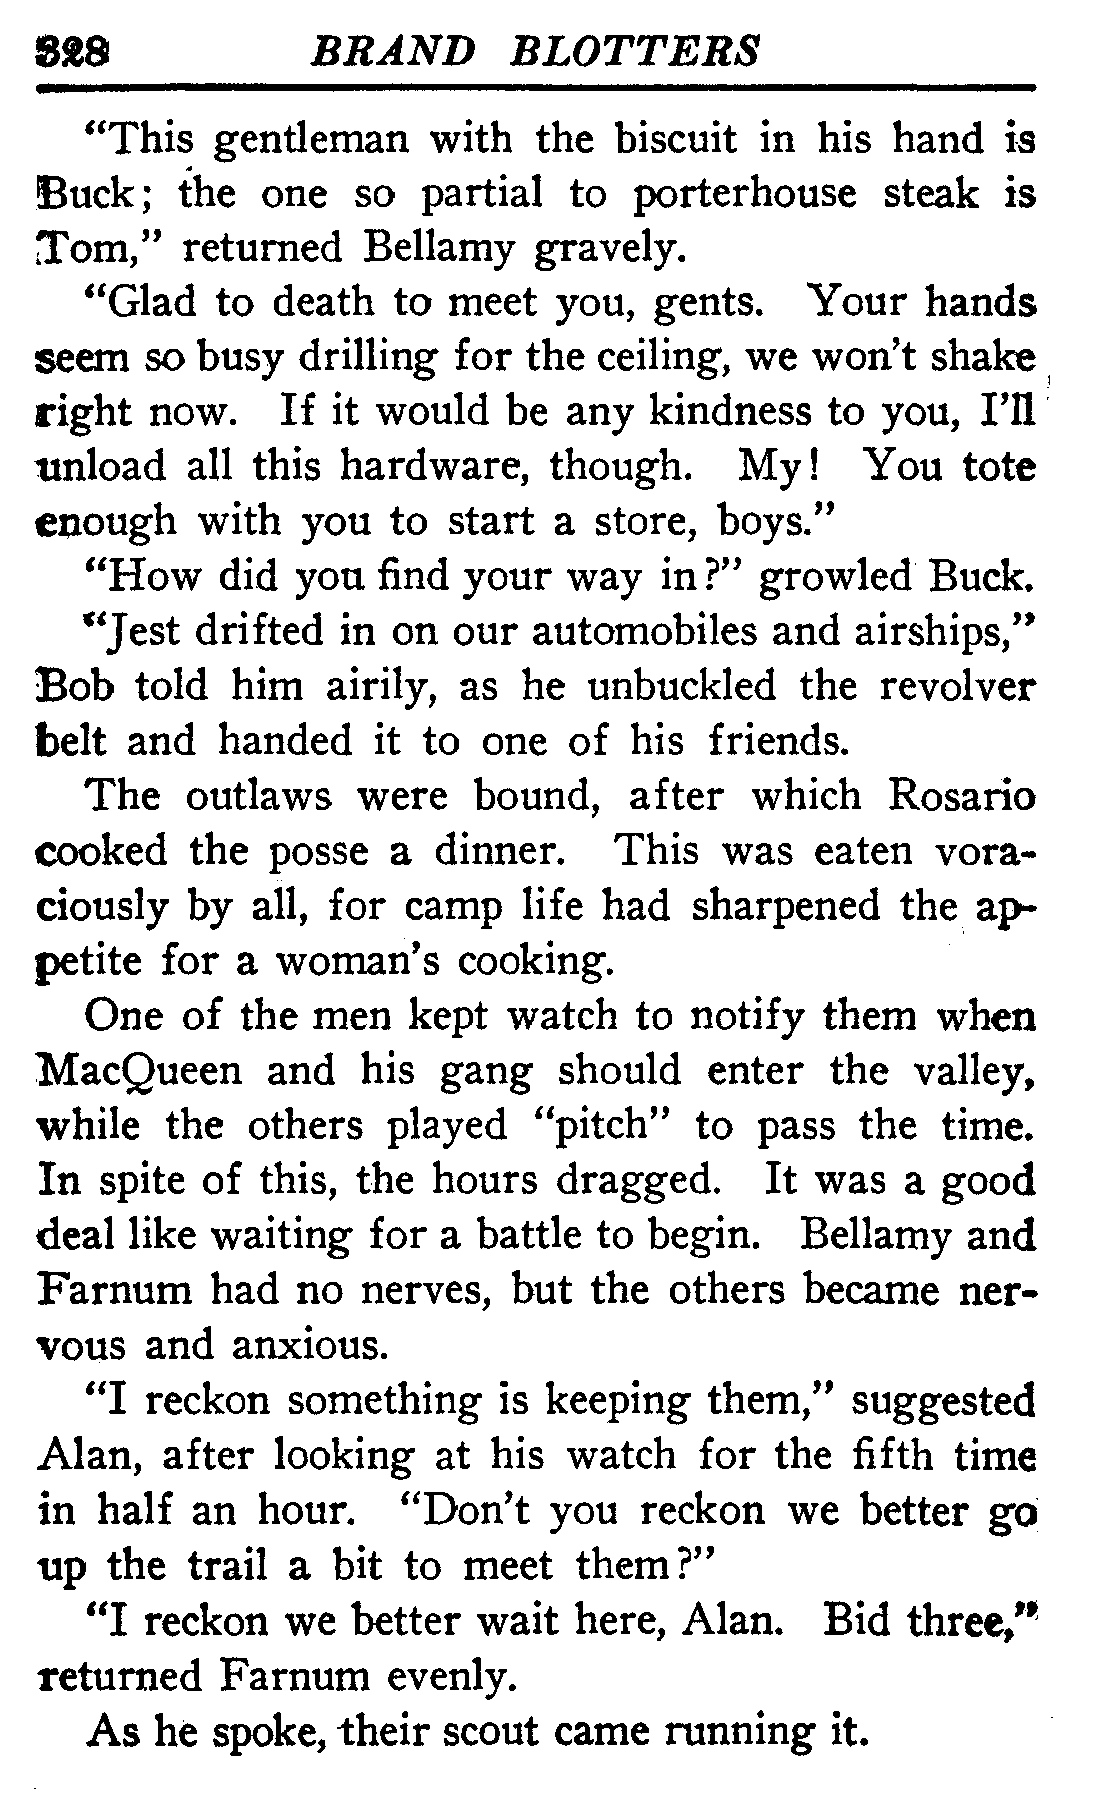 328 BRAND BLOTTERS
“This gentleman with the biscuit in his hand is
Buck; the one so partial to porterhouse steak is
Tom,” returned Bellamy gravely.
“Glad to death to meet you, gents. Your hands
seem so busy drilling for the ceiling, we won’t shake
right now. If it would be any kindness to you, I’ll
unload all this hardware, though. My! You tote
enough with you to start a store, boys.”
“How did you find your way in?” growled Buck.
“Jest drifted in on our automobiles and airships,”
Bob told him airily, as he unbuckled the revolver
belt and handed it to one of his friends.
The outlaws were bound, after which Rosario
cooked the posse a dinner. This was eaten vora-
ciously by all, for camp life had sharpened the ap-
petite for a woman’s cooking.
One of the men kept watch to notify them when
MacQueen and his gang should enter the valley,
while the others played “pitch” to pass the time.
In spite of this, the hours dragged. It was a good
deal like waiting for a battle to begin. Bellamy and
Farnum had no nerves, but the others became ner-
vous and anxious.
“I reckon something is keeping them,” suggested
Alan, after looking at his watch for the fifth time
in half an hour. “Don’t you reckon we better go
up the trail a bit to meet them?”
“I reckon we better wait here, Alan. Bid three,”
returned Farnum evenly.
As he spoke, their scout came running it.